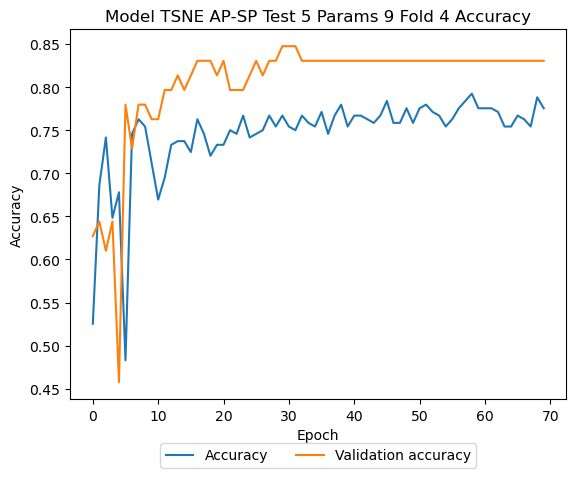 Model TSNE AP-SP Test 5 Params 9 Fold 4 Accuracy
0.85
0.80
0.75
0.70
0.65
0.60
0.55
0.50
0.45
Accuracy
0 10 20 30 40 50 60 70
Epoch
Accuracy Validation accuracy